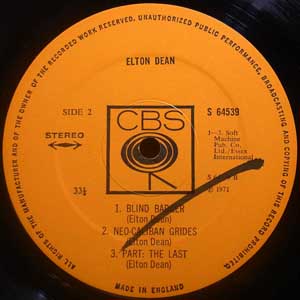 ALL RIGHTS OF THE MANUFACTURER AND OF THE OWNER OF THE RECORDED WORK RESERVED. UNAUTHORISED PUBLIC PERFORMANCE, BROADCASTING AND COPYING OF THIS RECORD PROHIBITED
ELTON DEAN
SIDE 2
CBS
S 64539
STEREO
1-3. Soft
Machine
Pub. Co.
Ltd./Essex
International
33⅓
℗ 1971
1. BLIND BADGER
(Elton Dean)
2. NEO-CALIBAN GRIDES
(Elton Dean)
3. PART: THE LAST
(Elton Dean)
MADE IN ENGLAND